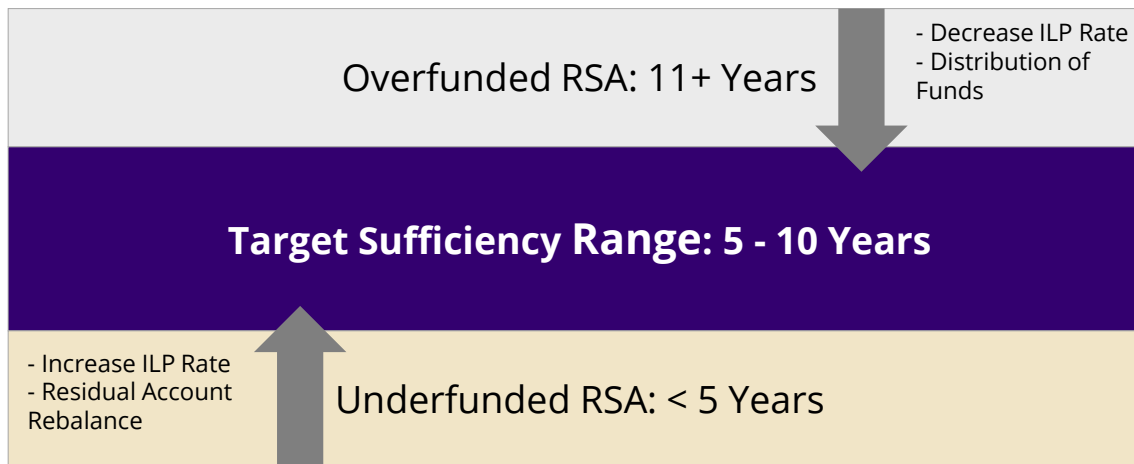 - Decrease ILP Rate
- Distribution of
Funds
Overfunded RSA: 11+ Years
Target Sufficiency Range: 5 - 10 Years
- Increase ILP Rate
- Residual Account
Rebalance
Underfunded RSA: < 5 Years